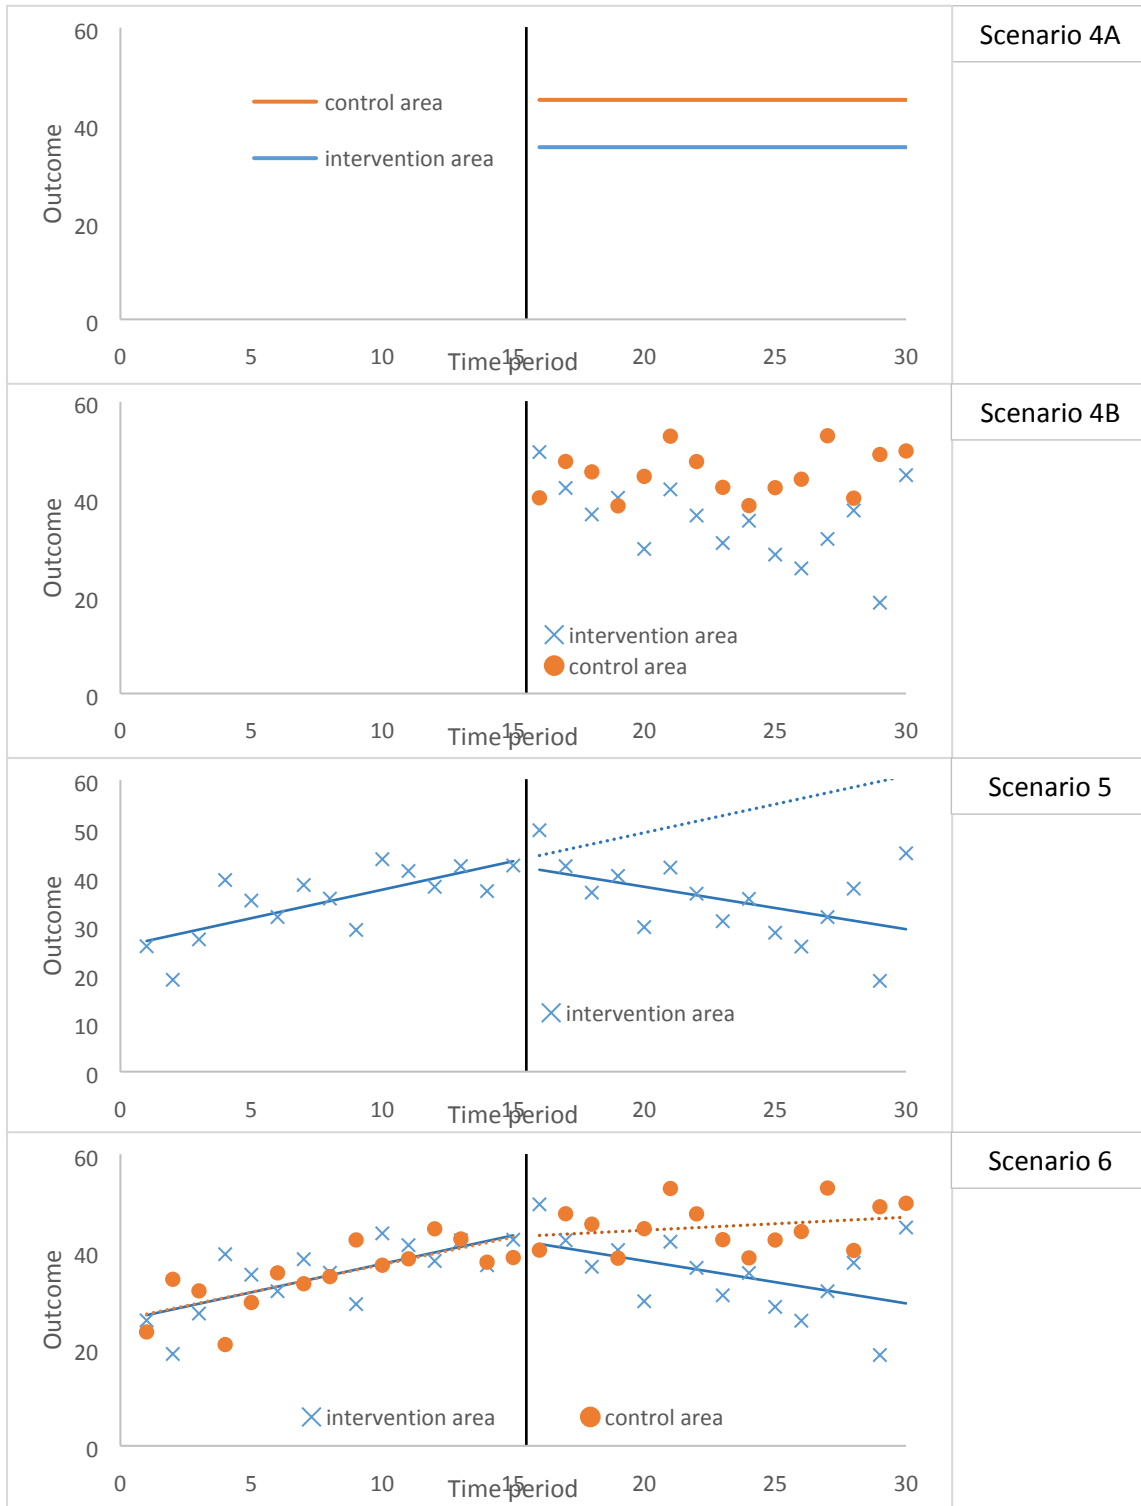 Scenario 4A
60
40
20
0
Outcome
control area
intervention area
0 5 10 15 20 25 30
Time period
Scenario 4B
60
40
20
0
Outcome
intervention area
control area
0 5 10 15 20 25 30
Time period
Scenario 5
60
50
40
30
20
10
0
Outcome
intervention area
0 5 10 15 20 25 30
Time period
Scenario 6
60
40
20
0
Outcome
intervention area control area
0 5 10 15 20 25 30
Time period